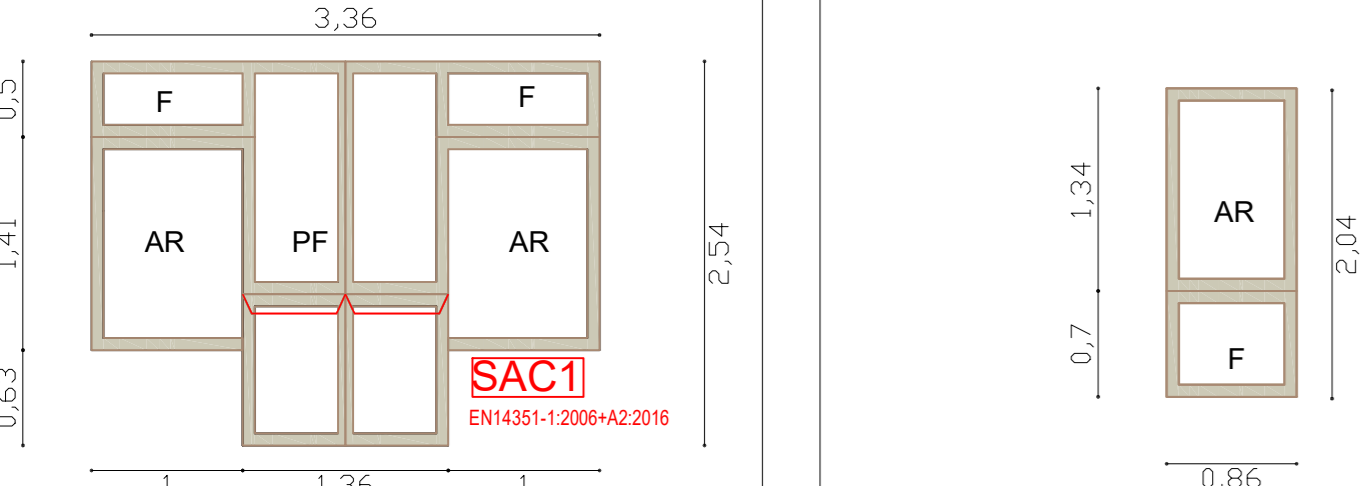 3,36
0,5
F
F
1,41
AR
PF
AR
2,54
0,63
SAC1
EN14351-1:2006+A2:2016
1
1,36
1
1,34
AR
2,04
0,7
F
0,86